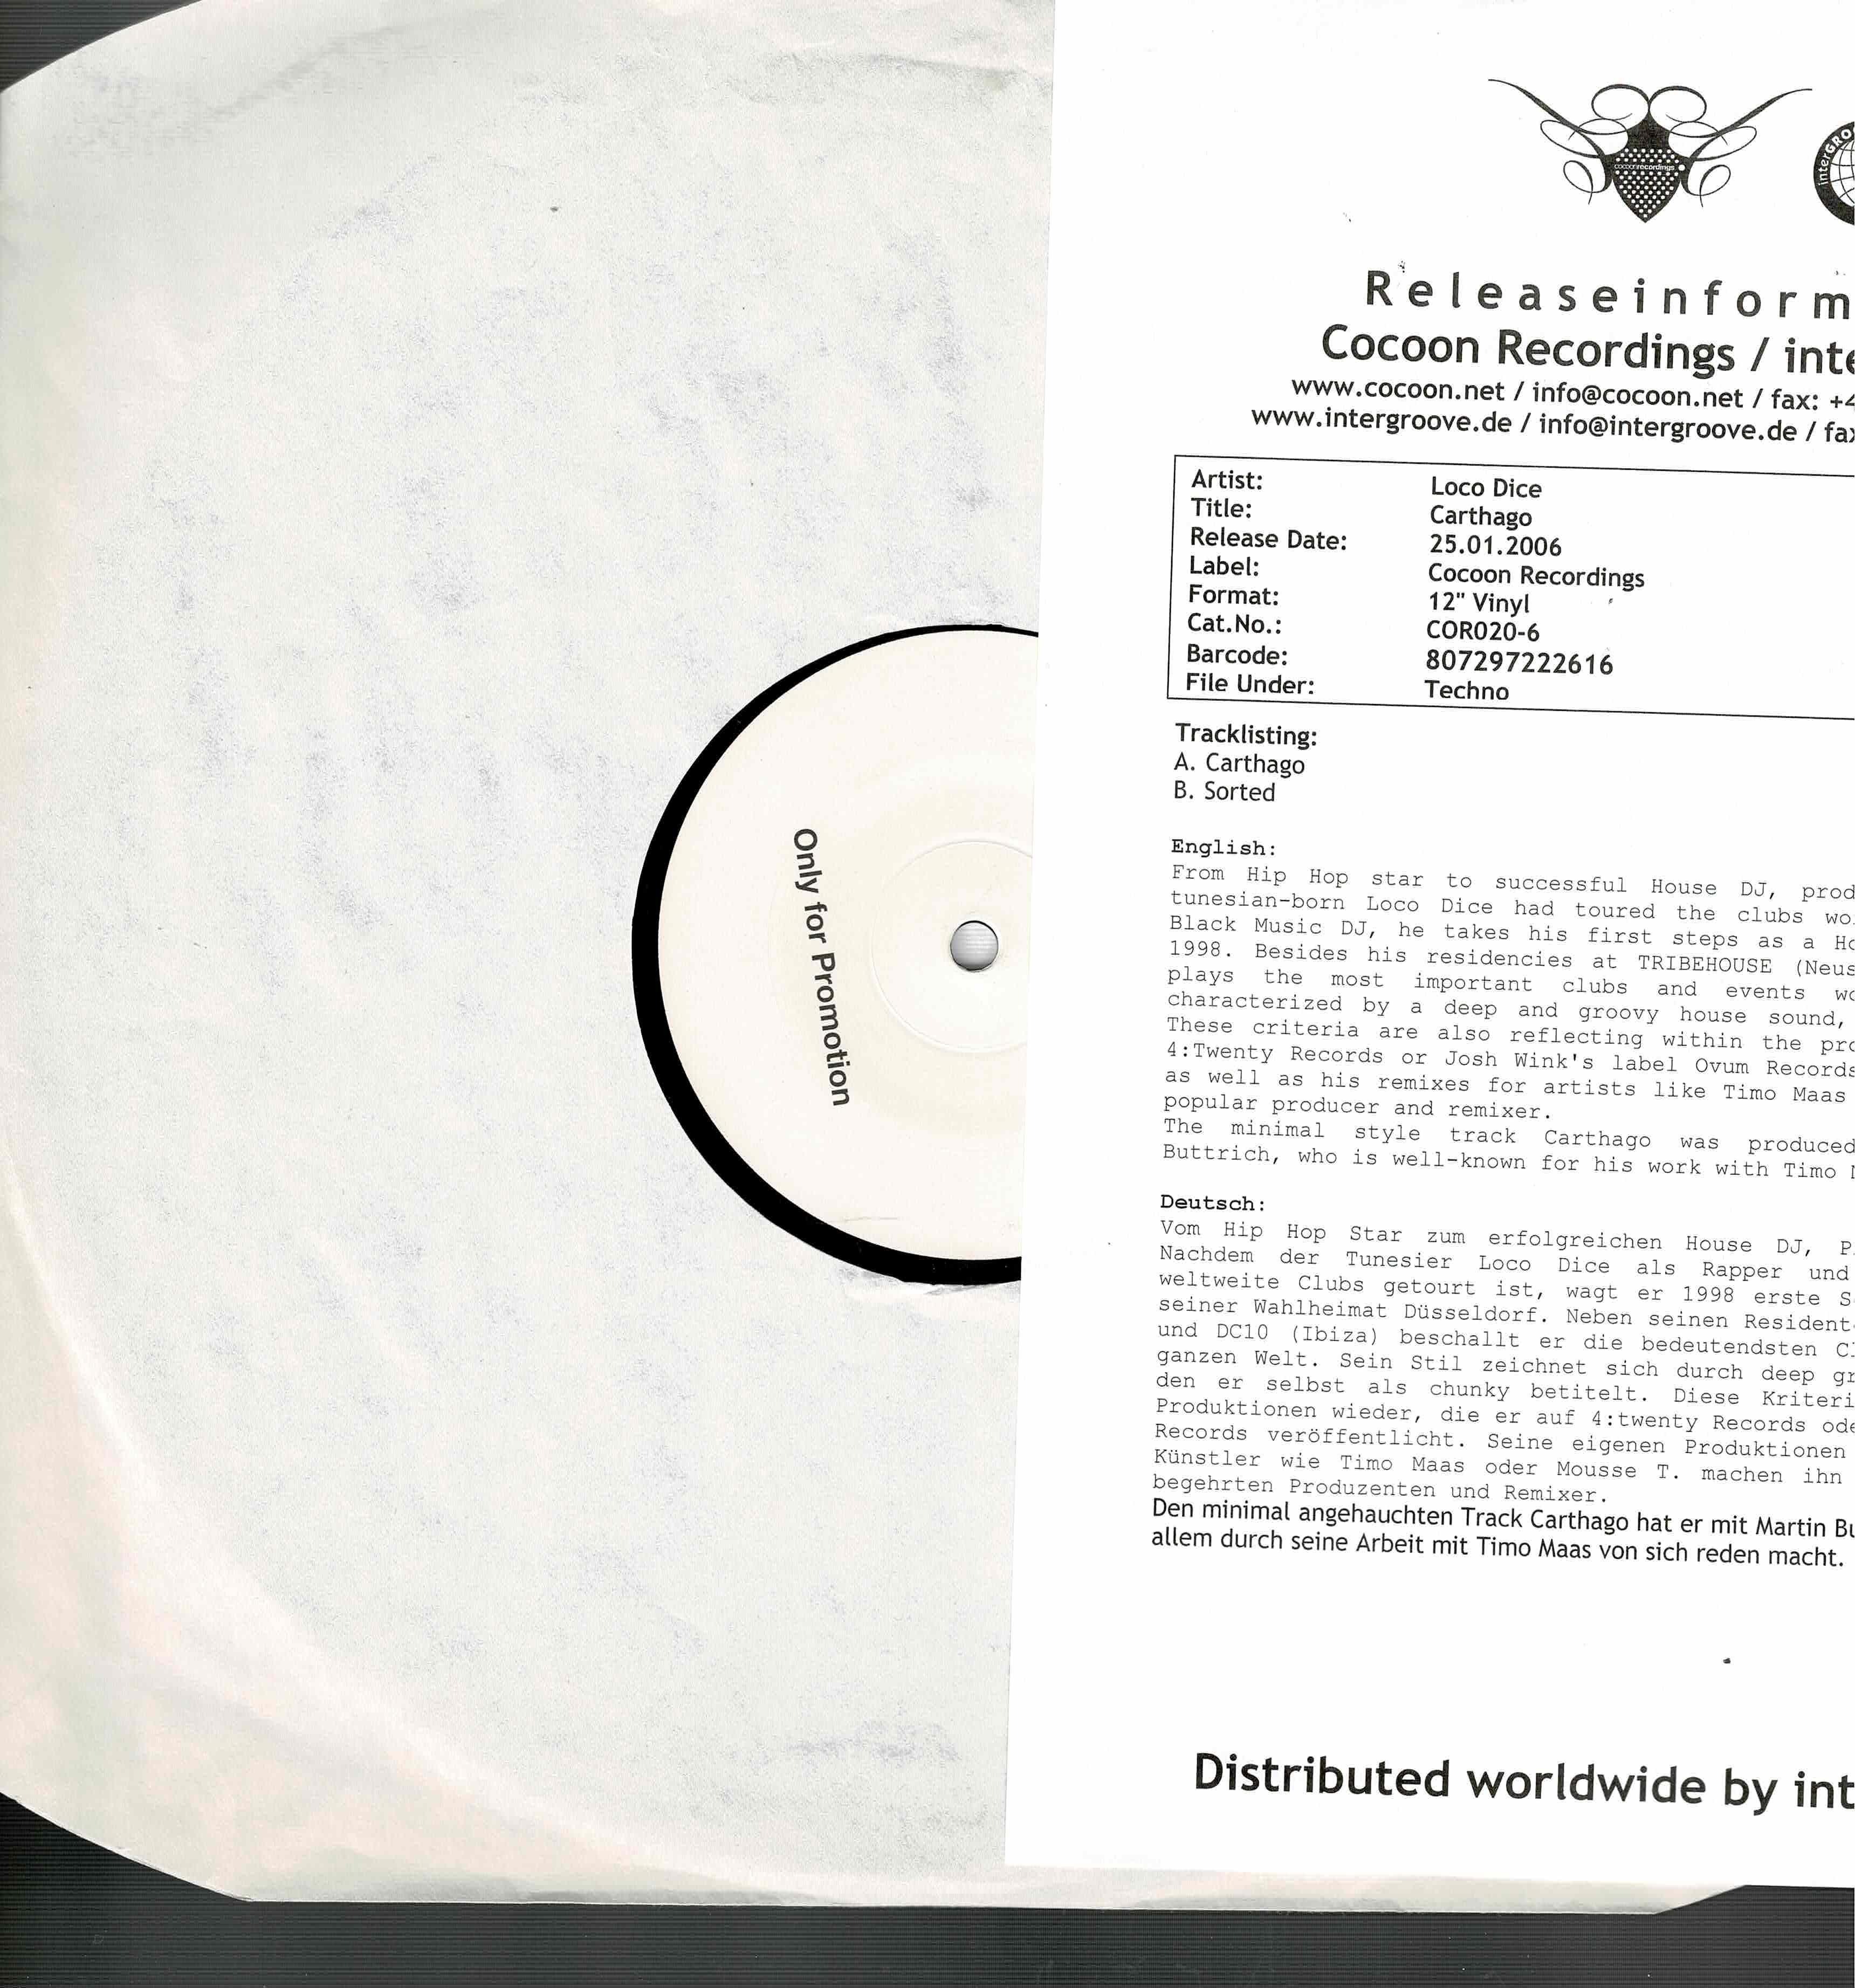 Only for Promotion
cocoonrecordings
interGRO
Releaseinform
Cocoon Recordings / inte
www.cocoon.net / info@cocoon.net / fax: +4
www.intergroove.de / info@intergroove.de / fax
Artist: Loco Dice
Title: Carthago
Release Date: 25.01.2006
Label: Cocoon Recordings
Format: 12" Vinyl
Cat.No.: COR020-6
Barcode: 807297222616
File Under: Techno
Tracklisting:
A. Carthago
B. Sorted
English:
From Hip Hop star to successful House DJ, prod
tunesian-born Loco Dice had toured the clubs wo
Black Music DJ, he takes his first steps as a Ho
1998. Besides his residencies at TRIBEHOUSE (Neus
plays the most important clubs and events wo
characterized by a deep and groovy house sound,
These criteria are also reflecting within the pro
4:Twenty Records or Josh Wink's label Ovum Records
as well as his remixes for artists like Timo Maas
popular producer and remixer.
The minimal style track Carthago was produced
Buttrich, who is well-known for his work with Timo
Deutsch:
Vom Hip Hop Star zum erfolgreichen House DJ, P
Nachdem der Tunesier Loco Dice als Rapper und
weltweite Clubs getourt ist, wagt er 1998 erste S
seiner Wahlheimat Düsseldorf. Neben seinen Resident
und DC10 (Ibiza) beschallt er die bedeutendsten Cl
ganzen Welt. Sein Stil zeichnet sich durch deep gr
den er selbst als chunky betitelt. Diese Kriteri
Produktionen wieder, die er auf 4:twenty Records ode
Records veröffentlicht. Seine eigenen Produktionen
Künstler wie Timo Maas oder Mousse T. machen ihn
begehrten Produzenten und Remixer.
Den minimal angehauchten Track Carthago hat er mit Martin Bu
allem durch seine Arbeit mit Timo Maas von sich reden macht.
Distributed worldwide by int